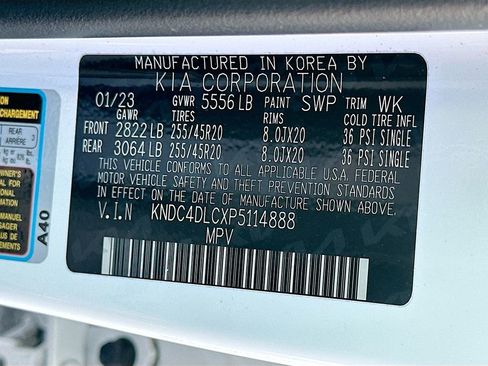 MANUFACTURED IN KOREA BY
KIA CORPORATION
01/23 GVWR 5556 LB PAINT SWP TRIM WK
GAWR TIRES RIMS COLD TIRE INFL
FRONT 2822 LB 255/45R20 8.0JX20 36 PSI SINGLE
REAR 3064 LB 255/45R20 8.0JX20 36 PSI SINGLE
THIS VEHICLE CONFORMS TO ALL APPLICABLE U.S.A. FEDERAL
MOTOR VEHICLE SAFETY AND THEFT PREVENTION STANDARDS
IN EFFECT ON THE DATE OF MANUFACTURE SHOWN ABOVE.
V.I.N KNDC4DLCXP5114888
MPV
REAR
ARRIÈRE
A40